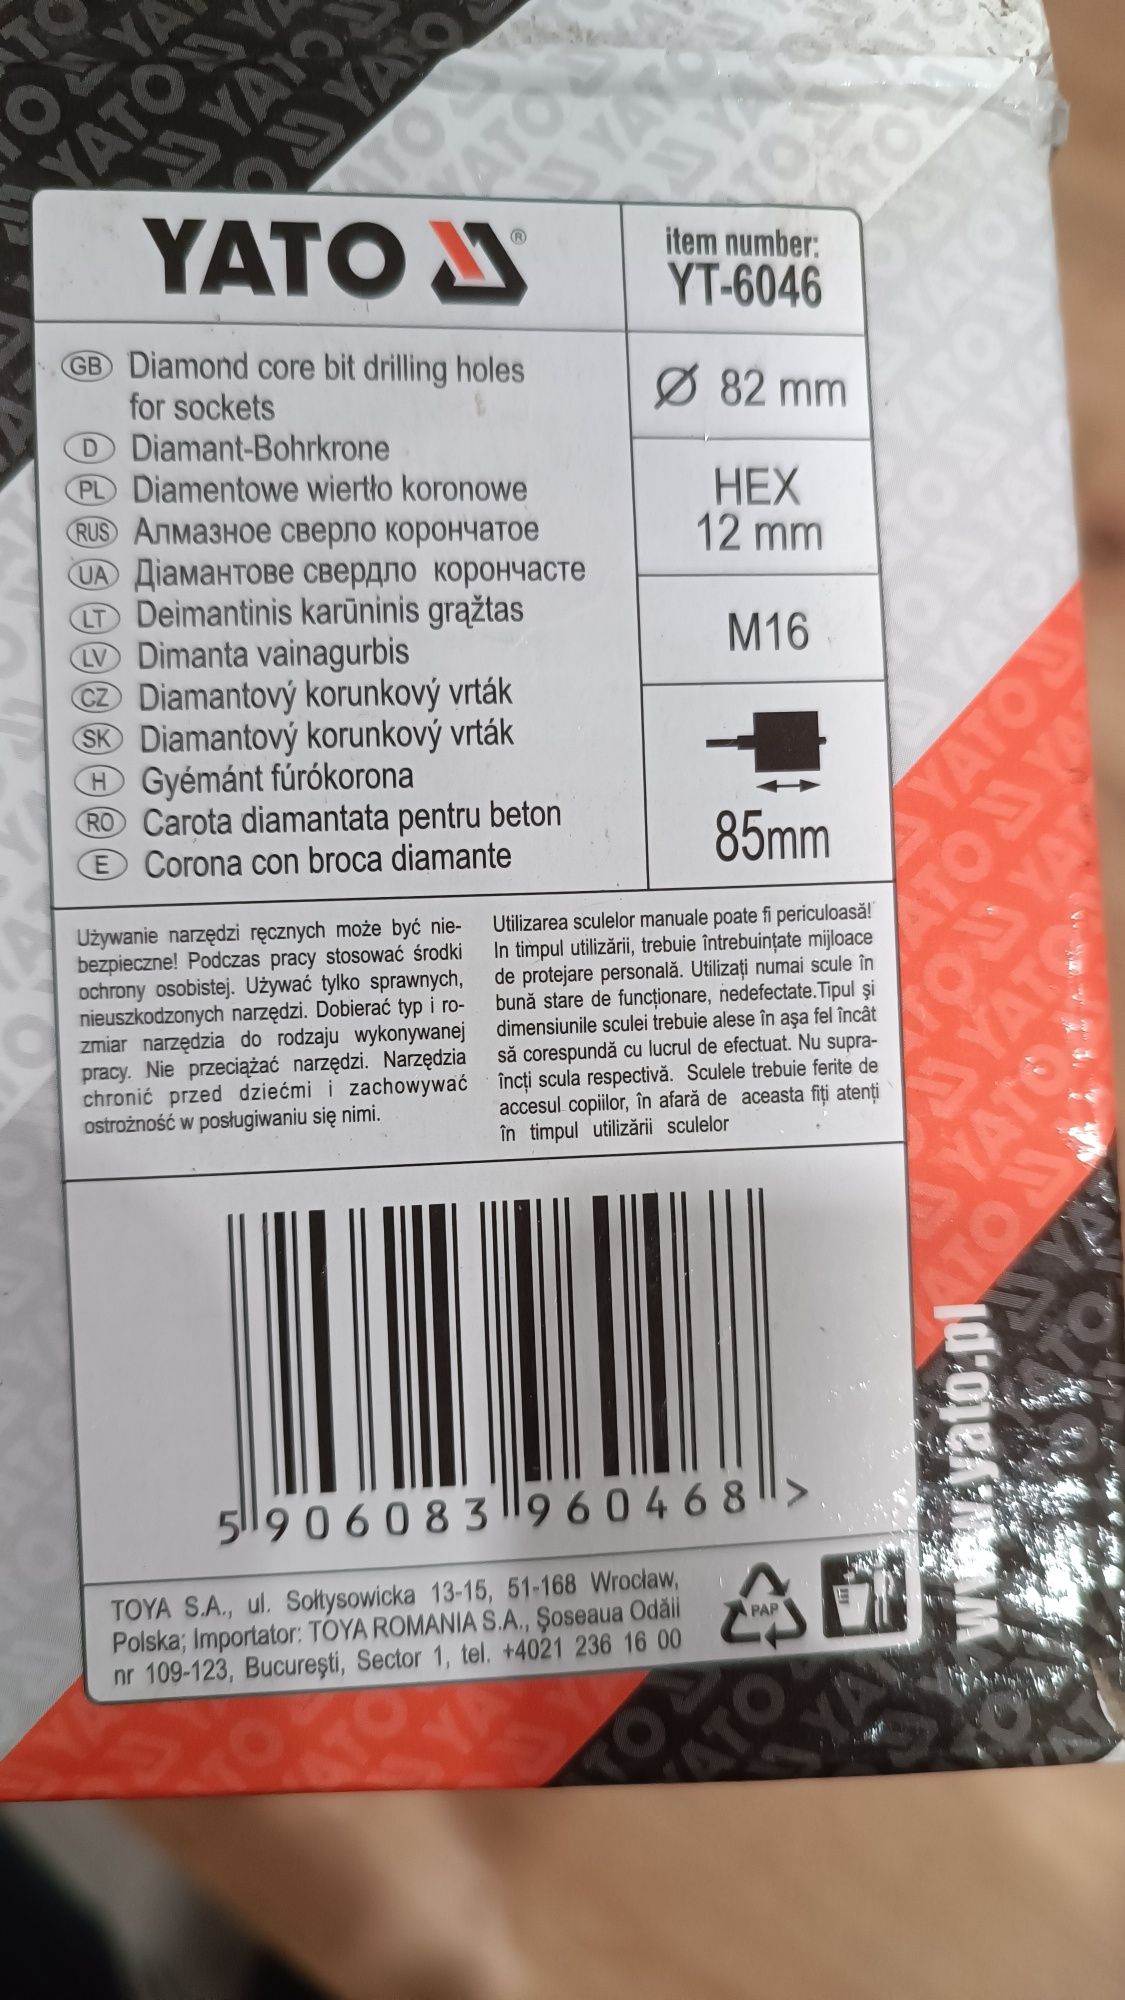 YATO ®
item number:
YT-6046
GB Diamond core bit drilling holes
for sockets
D Diamant-Bohrkrone
PL Diamentowe wiertło koronowe
RUS Алмазное сверло корончатое
UA Діамантове свердло корончасте
LT Deimantinis karūninis grąžtas
LV Dimanta vainagurbis
CZ Diamantový korunkový vrták
SK Diamantový korunkový vrták
H Gyémánt fúrókorona
RO Carota diamantata pentru beton
E Corona con broca diamante
Ø 82 mm
HEX
12 mm
M16
85mm
Używanie narzędzi ręcznych może być nie-
bezpieczne! Podczas pracy stosować środki
ochrony osobistej. Używać tylko sprawnych,
nieuszkodzonych narzędzi. Dobierać typ i ro-
zmiar narzędzia do rodzaju wykonywanej
pracy. Nie przeciążać narzędzi. Narzędzia
chronić przed dziećmi i zachowywać
ostrożność w posługiwaniu się nimi.
Utilizarea sculelor manuale poate fi periculoasă!
In timpul utilizării, trebuie întrebuințate mijloace
de protejare personală. Utilizați numai scule în
bună stare de funcționare, nedefectate.Tipul și
dimensiunile sculei trebuie alese în așa fel încât
să corespundă cu lucrul de efectuat. Nu supra-
încți scula respectivă. Sculele trebuie ferite de
accesul copiilor, în afară de aceasta fiți atenți
în timpul utilizării sculelor
5 906083 960468 >
TOYA S.A., ul. Sołtysowicka 13-15, 51-168 Wrocław,
Polska; Importator: TOYA ROMANIA S.A., Șoseaua Odăii
nr 109-123, București, Sector 1, tel. +4021 236 16 00
PAP
www.yato.pl